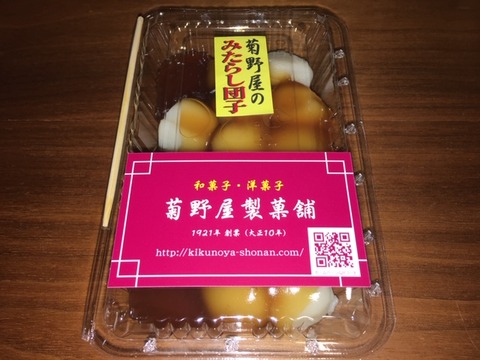 菊野屋の
みたらし団子
和菓子・洋菓子
菊野屋製菓舗
1921年 創業（大正10年）
http://kikunoya-shonan.com/